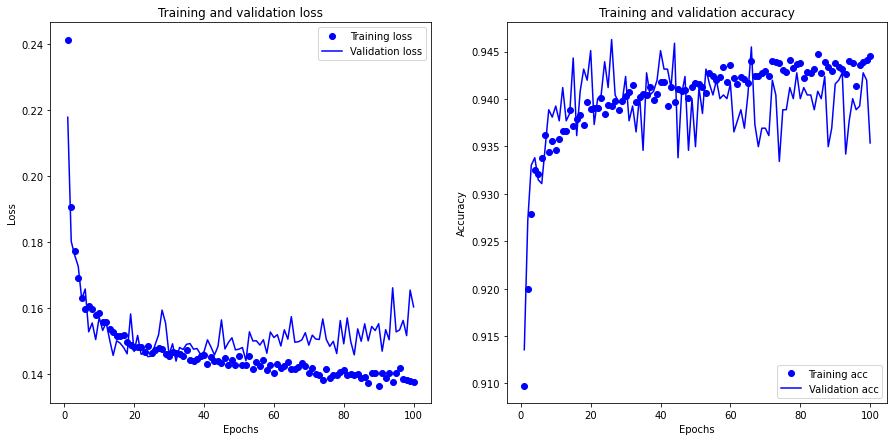 Training and validation loss
Training loss
Validation loss
0.24
0.22
0.20
0.18
0.16
0.14
Loss
0 20 40 60 80 100
Epochs
Training and validation accuracy
0.945
0.940
0.935
0.930
0.925
0.920
0.915
0.910
Accuracy
Training acc
Validation acc
0 20 40 60 80 100
Epochs